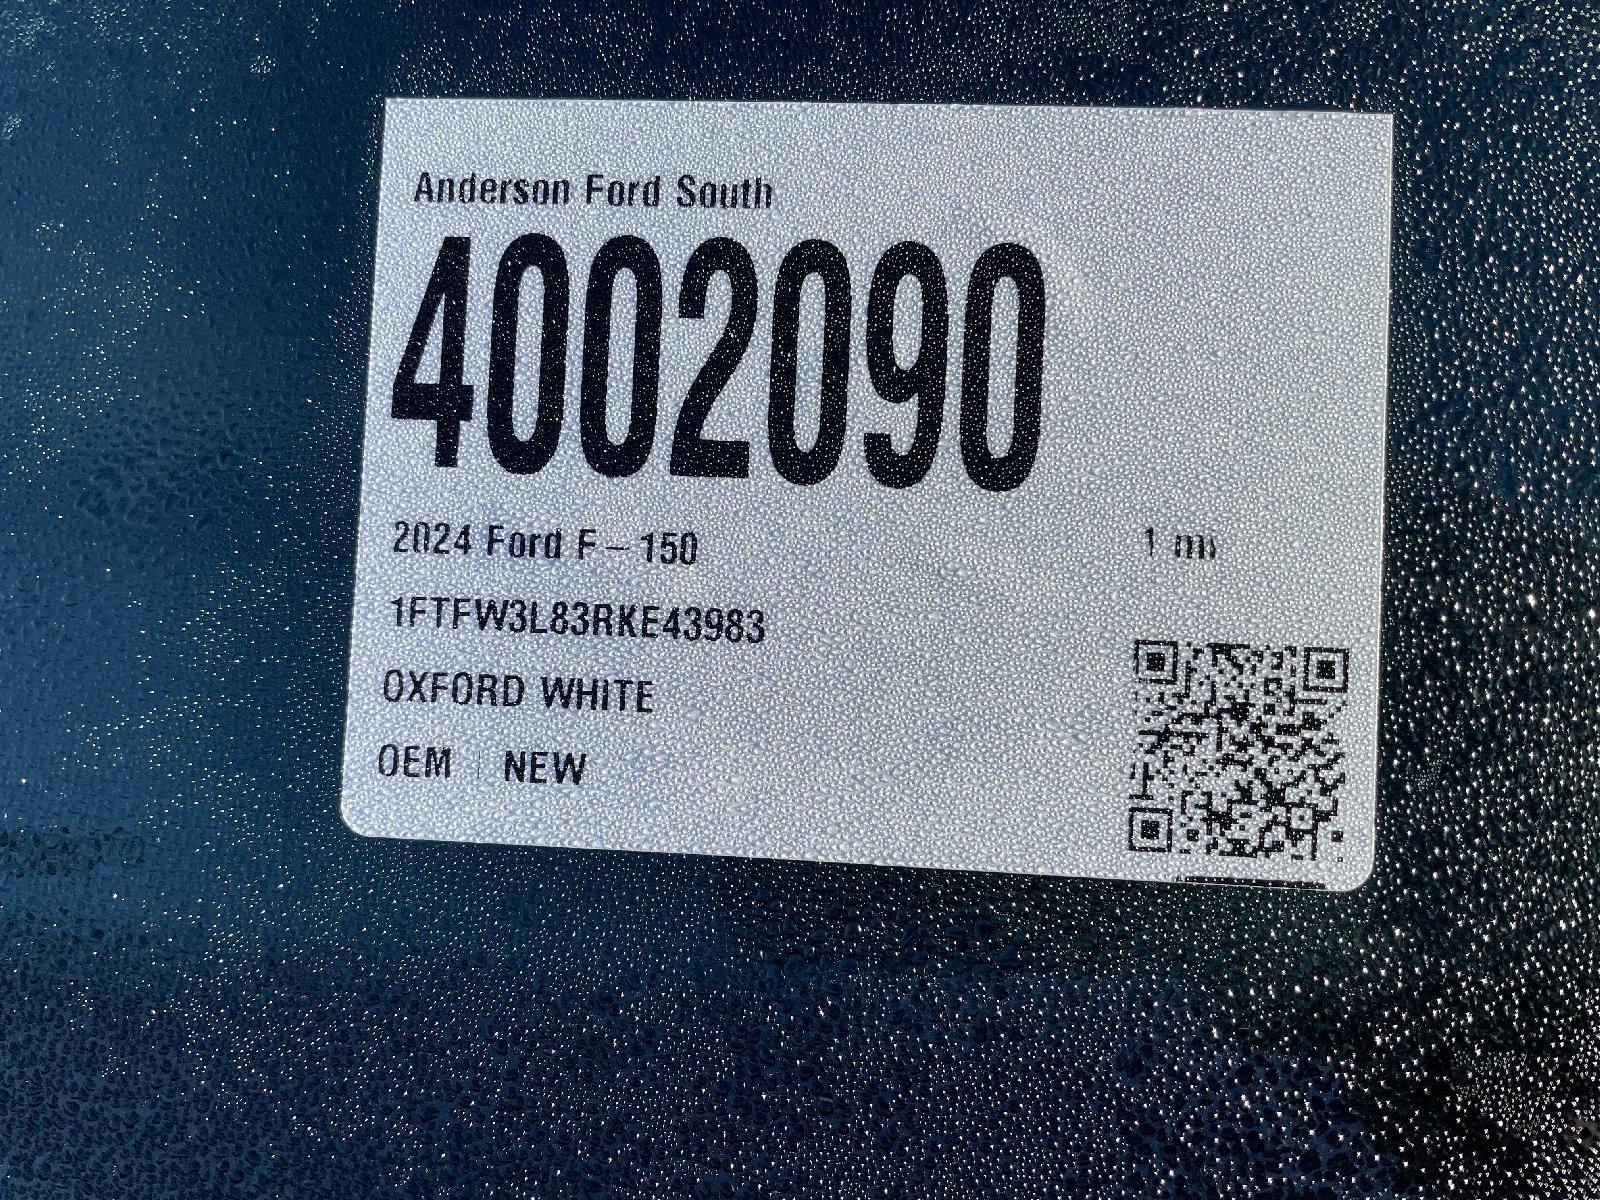 Anderson Ford South
4002090
2024 Ford F – 150
1 mi
1FTFW3L83RKE43983
OXFORD WHITE
OEM | NEW